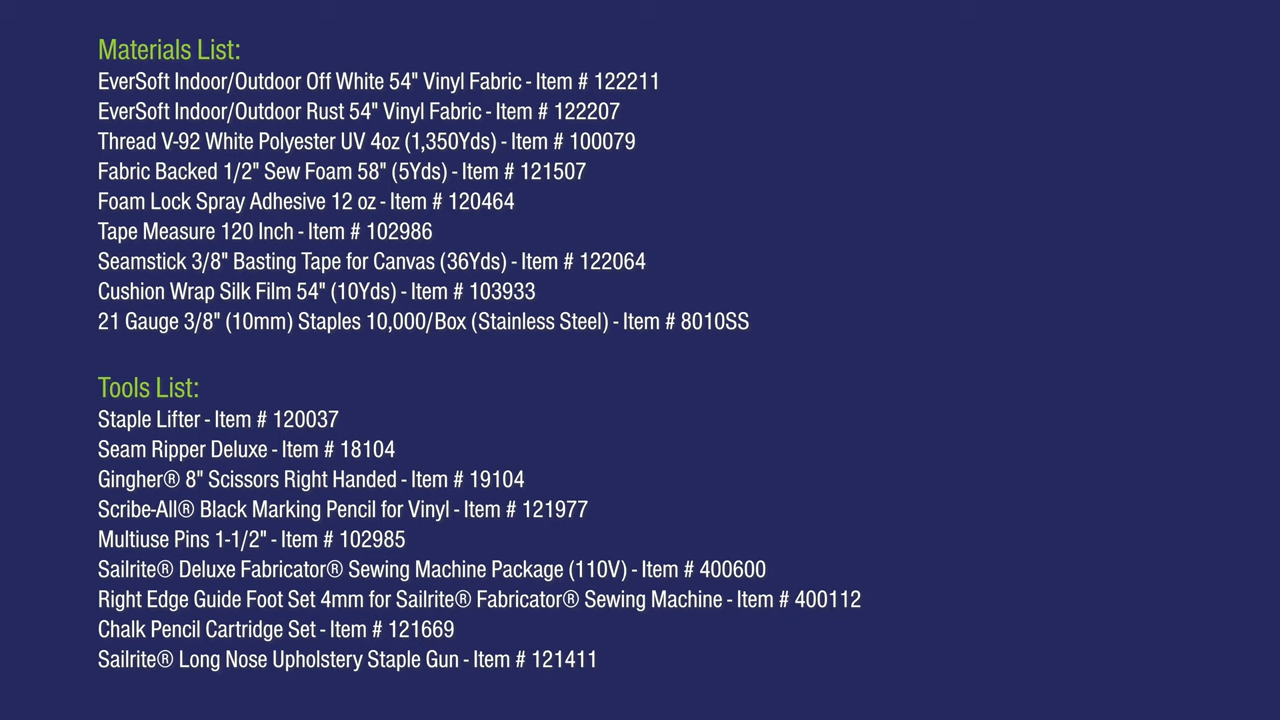 Materials List:
EverSoft Indoor/Outdoor Off White 54" Vinyl Fabric - Item # 122211
EverSoft Indoor/Outdoor Rust 54" Vinyl Fabric - Item # 122207
Thread V-92 White Polyester UV 4oz (1,350Yds) - Item # 100079
Fabric Backed 1/2" Sew Foam 58" (5Yds) - Item # 121507
Foam Lock Spray Adhesive 12 oz - Item # 120464
Tape Measure 120 Inch - Item # 102986
Seamstick 3/8" Basting Tape for Canvas (36Yds) - Item # 122064
Cushion Wrap Silk Film 54" (10Yds) - Item # 103933
21 Gauge 3/8" (10mm) Staples 10,000/Box (Stainless Steel) - Item # 8010SS
Tools List:
Staple Lifter - Item # 120037
Seam Ripper Deluxe - Item # 18104
Gingher® 8" Scissors Right Handed - Item # 19104
Scribe-All® Black Marking Pencil for Vinyl - Item # 121977
Multiuse Pins 1-1/2" - Item # 102985
Sailrite® Deluxe Fabricator® Sewing Machine Package (110V) - Item # 400600
Right Edge Guide Foot Set 4mm for Sailrite® Fabricator® Sewing Machine - Item # 400112
Chalk Pencil Cartridge Set - Item # 121669
Sailrite® Long Nose Upholstery Staple Gun - Item # 121411